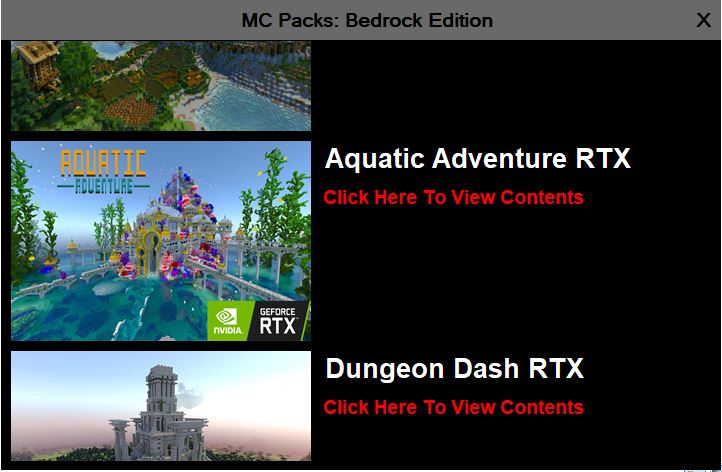 MC Packs: Bedrock Edition
X
AQUATIC
ADVENTURE
Aquatic Adventure RTX
Click Here To View Contents
NVIDIA.
GEFORCE
RTX™
Dungeon Dash RTX
Click Here To View Contents